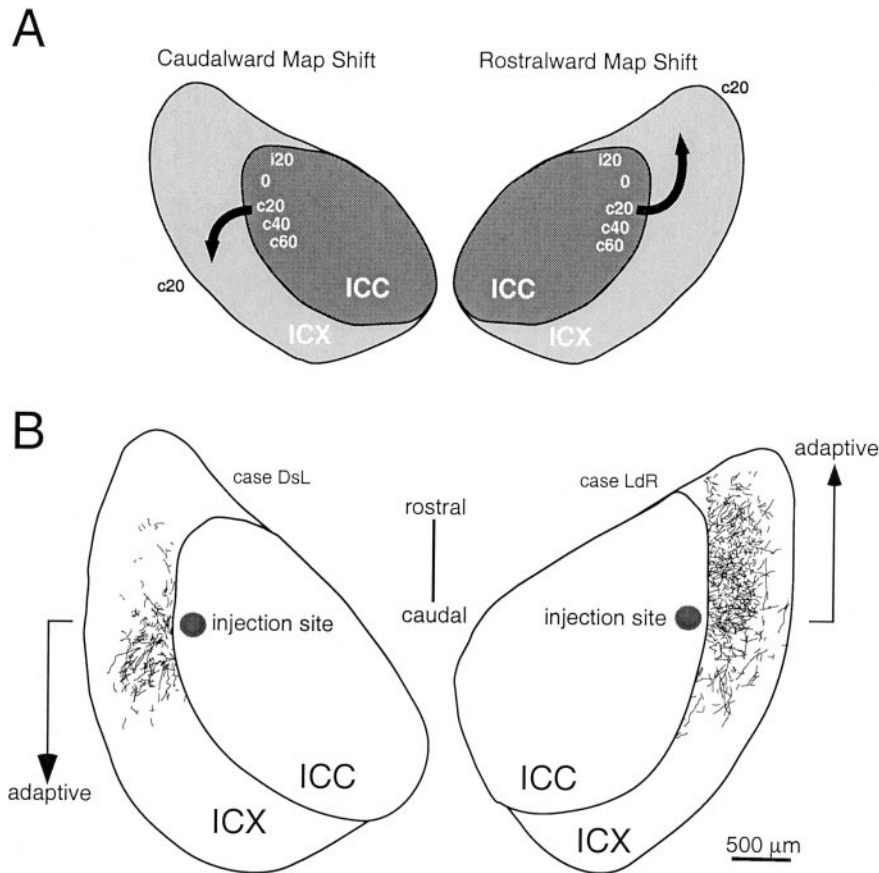 A
Caudalward Map Shift
Rostralward Map Shift
c20
i20
0
c20
c40
c60
i20
0
c20
c40
c60
c20
ICC
ICC
ICX
ICX
B
case DsL
case LdR
adaptive
rostral
caudal
injection site
injection site
adaptive
ICC
ICC
ICX
ICX
500 μm